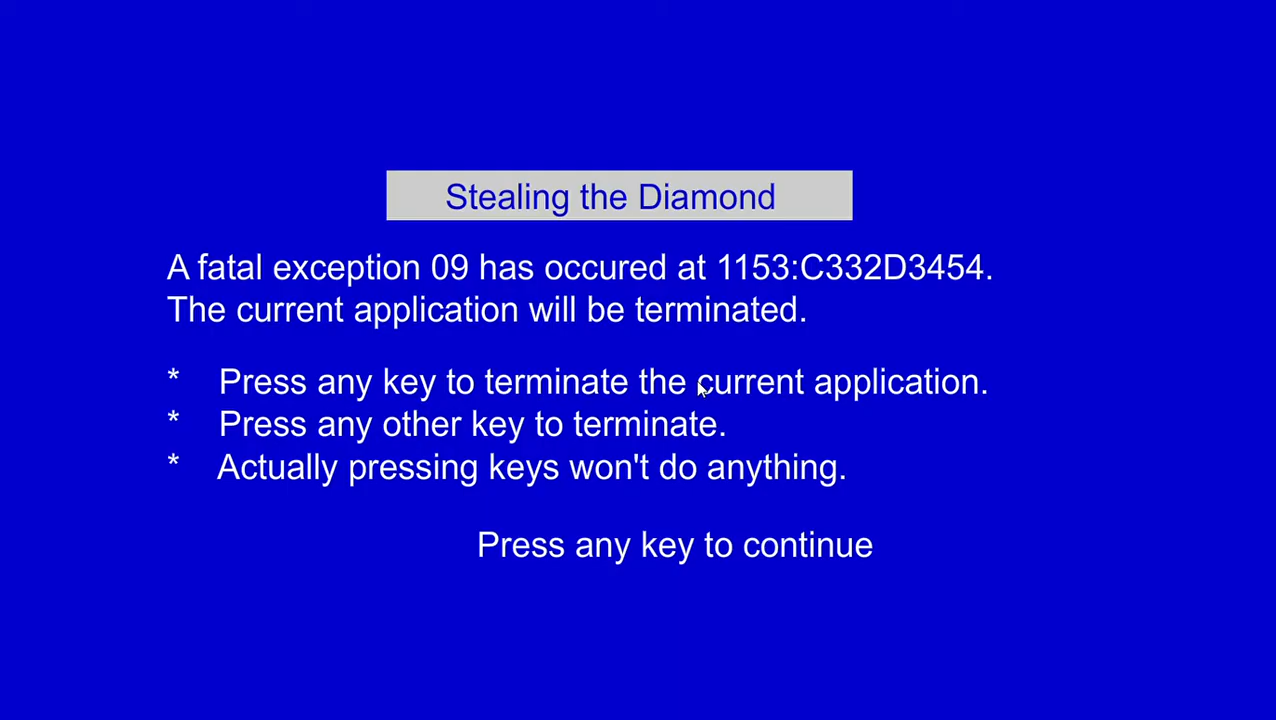 Stealing the Diamond
A fatal exception 09 has occured at 1153:C332D3454.
The current application will be terminated.
* Press any key to terminate the current application.
* Press any other key to terminate.
* Actually pressing keys won't do anything.
Press any key to continue